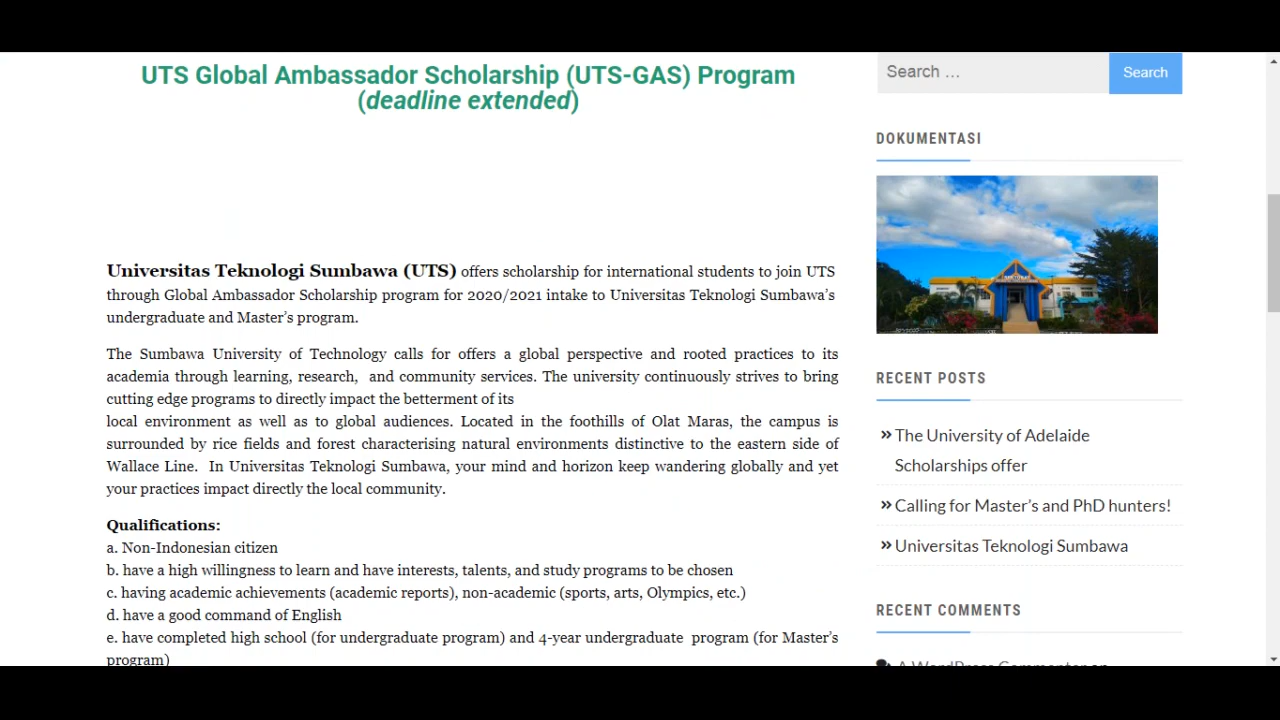 UTS Global Ambassador Scholarship (UTS-GAS) Program
(deadline extended)
Universitas Teknologi Sumbawa (UTS) offers scholarship for international students to join UTS
through Global Ambassador Scholarship program for 2020/2021 intake to Universitas Teknologi Sumbawa’s
undergraduate and Master’s program.
The Sumbawa University of Technology calls for offers a global perspective and rooted practices to its
academia through learning, research, and community services. The university continuously strives to bring
cutting edge programs to directly impact the betterment of its
local environment as well as to global audiences. Located in the foothills of Olat Maras, the campus is
surrounded by rice fields and forest characterising natural environments distinctive to the eastern side of
Wallace Line. In Universitas Teknologi Sumbawa, your mind and horizon keep wandering globally and yet
your practices impact directly the local community.
Qualifications:
a. Non-Indonesian citizen
b. have a high willingness to learn and have interests, talents, and study programs to be chosen
c. having academic achievements (academic reports), non-academic (sports, arts, Olympics, etc.)
d. have a good command of English
e. have completed high school (for undergraduate program) and 4-year undergraduate program (for Master’s
program)
Search …
Search
DOKUMENTASI
RECENT POSTS
» The University of Adelaide
Scholarships offer
» Calling for Master’s and PhD hunters!
» Universitas Teknologi Sumbawa
RECENT COMMENTS
A WordPress Commenter on